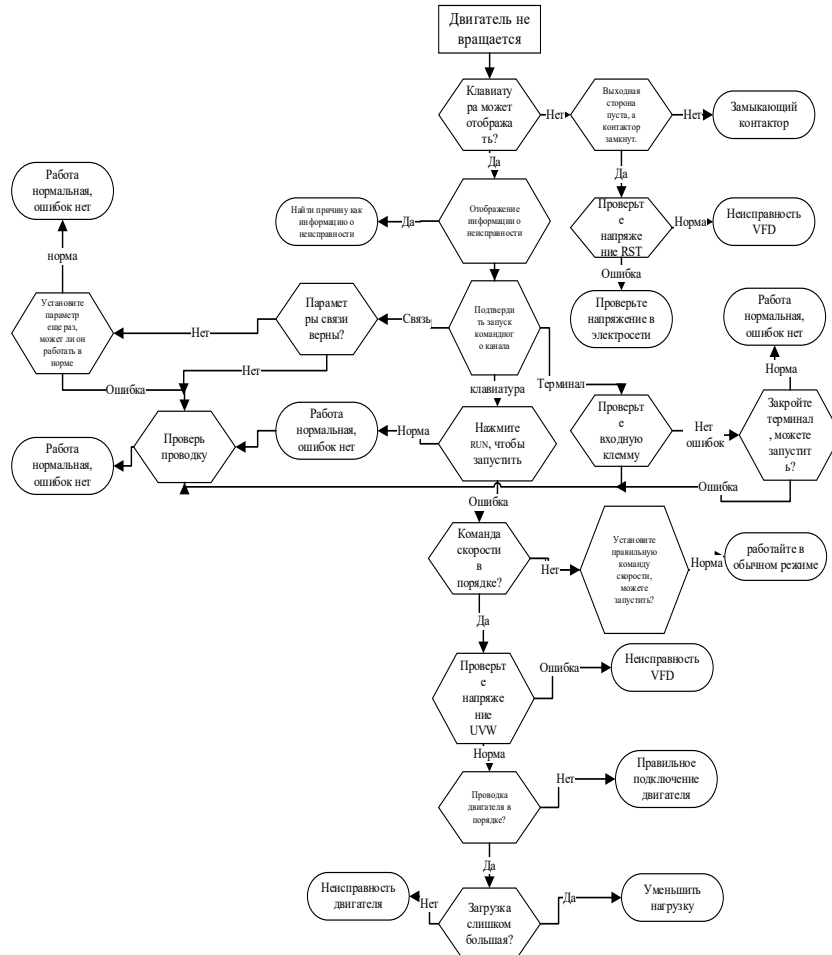 Двигатель не
вращается
Клавиату
ра может
отобража
ть?
Нет
Выходная
сторона
пуста, а
контактор
замкнут.
Нет
Замыкающий
контактор
Да
Да
Работа
нормальная,
ошибок нет
Найти причину как
информацию о
неисправности
Да
Отображение
информации о
неисправности
Проверьт
е
напряже
ние RST
Норма
Неисправность
VFD
норма
Ошибка
Установите
параметр
еще раз,
может ли он
работать в
норме
Нет
Парамет
ры связи
верны?
Связь
Подтверд
ить запуск
командног
о канала
Проверьте
напряжение в
электросети
Работа
нормальная,
ошибок нет
Нет
Ошибка
клавиатура
Терминал
Норма
Работа
нормальная,
ошибок нет
Проверь
проводку
Работа
нормальная,
ошибок нет
Норма
Нажмите
RUN, чтобы
запустить
Проверьт
е
входную
клемму
Нет
ошибок
Закройте
терминал
, можете
запустит
ь?
Ошибка
Ошибка
Команда
скорости
в
порядке?
Нет
Установите
правильную
команду
скорости,
можете
запустить?
Норма
работайте в
обычном режиме
Да
Проверьт
е
напряже
ние
UVW
Ошибка
Неисправность
VFD
Норма
Проводка
двигателя в
порядке?
Нет
Правильное
подключение
двигателя
Да
Неисправность
двигателя
Нет
Загрузка
слишком
большая?
Да
Уменьшить
нагрузку